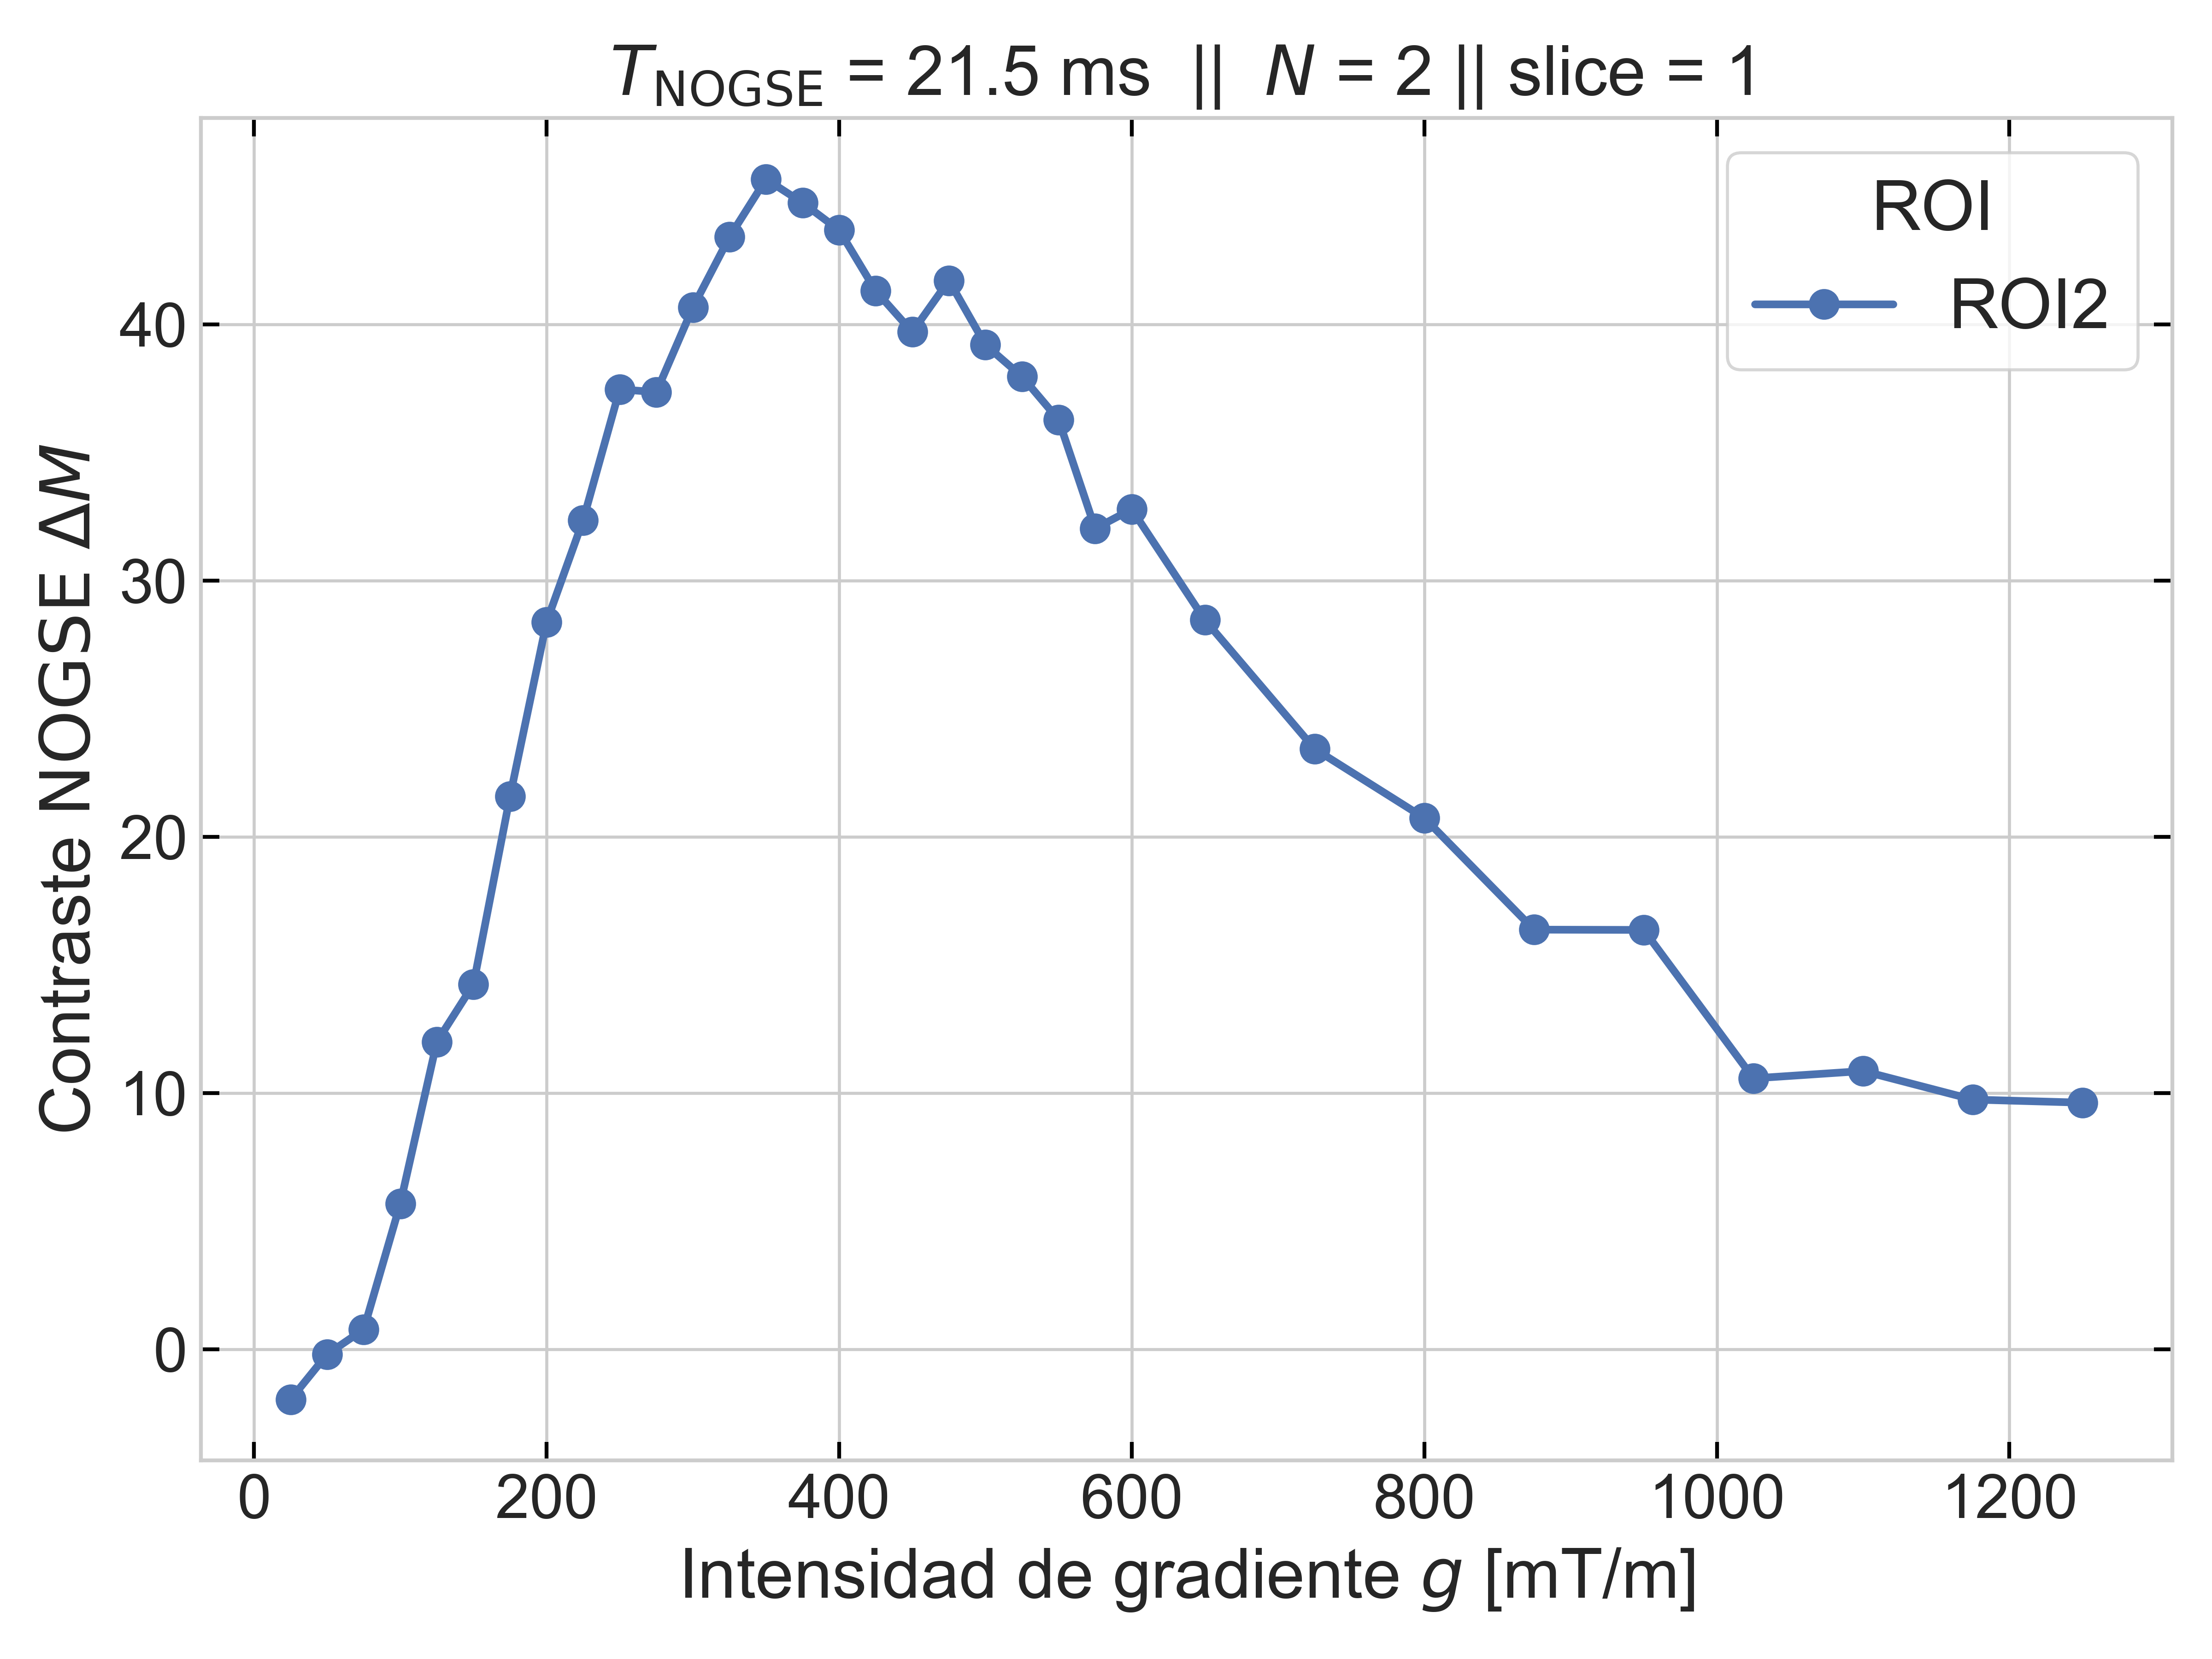 T_NOGSE = 21.5 ms || N = 2 || slice = 1
Contraste NOGSE ΔM
40
30
20
10
0
ROI
ROI2
0 200 400 600 800 1000 1200
Intensidad de gradiente g [mT/m]